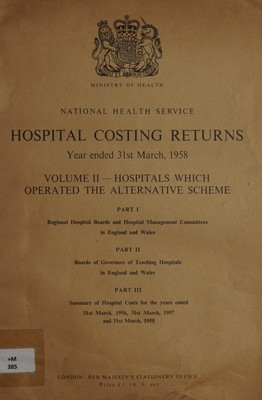 MINISTRY OF HEALTH
NATIONAL HEALTH SERVICE
HOSPITAL COSTING RETURNS
Year ended 31st March, 1958
VOLUME II — HOSPITALS WHICH
OPERATED THE ALTERNATIVE SCHEME
PART I
Regional Hospital Boards and Hospital Management Committees
in England and Wales
PART II
Boards of Governors of Teaching Hospitals
in England and Wales
PART III
Summary of Hospital Costs for the years ended
31st March, 1956, 31st March, 1957
and 31st March, 1958
+M
385
LONDON: HER MAJESTY'S STATIONERY OFFICE